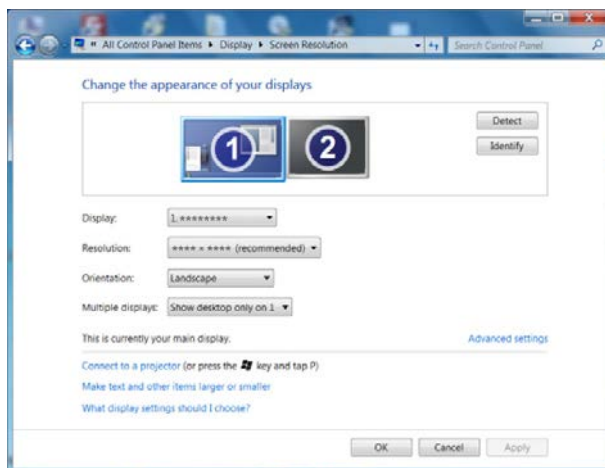 « All Control Panel Items ▸ Display ▸ Screen Resolution
Search Control Panel
Change the appearance of your displays
1
2
Detect
Identify
Display: 1. ********
Resolution: **** × **** (recommended)
Orientation: Landscape
Multiple displays: Show desktop only on 1
This is currently your main display.
Advanced settings
Connect to a projector (or press the key and tap P)
Make text and other items larger or smaller
What display settings should I choose?
OK
Cancel
Apply